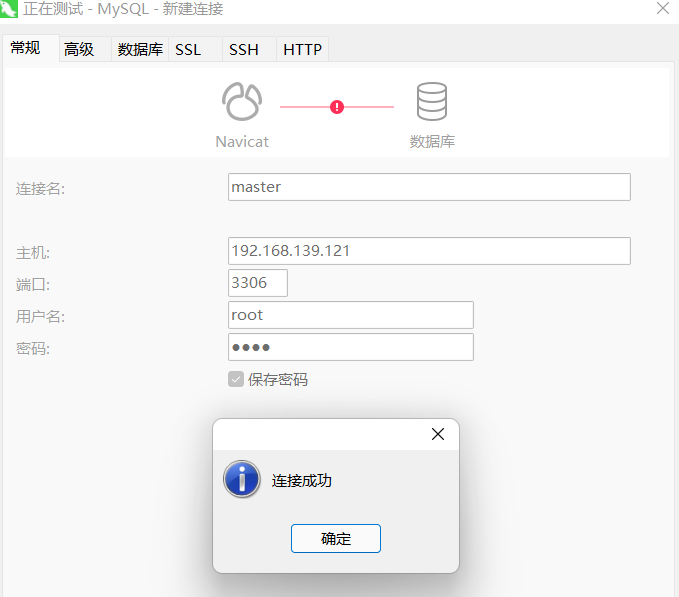 正在测试 - MySQL - 新建连接
常规 高级 数据库 SSL SSH HTTP
Navicat 数据库
连接名: master
主机: 192.168.139.121
端口: 3306
用户名: root
密码: ●●●●
保存密码
连接成功
确定